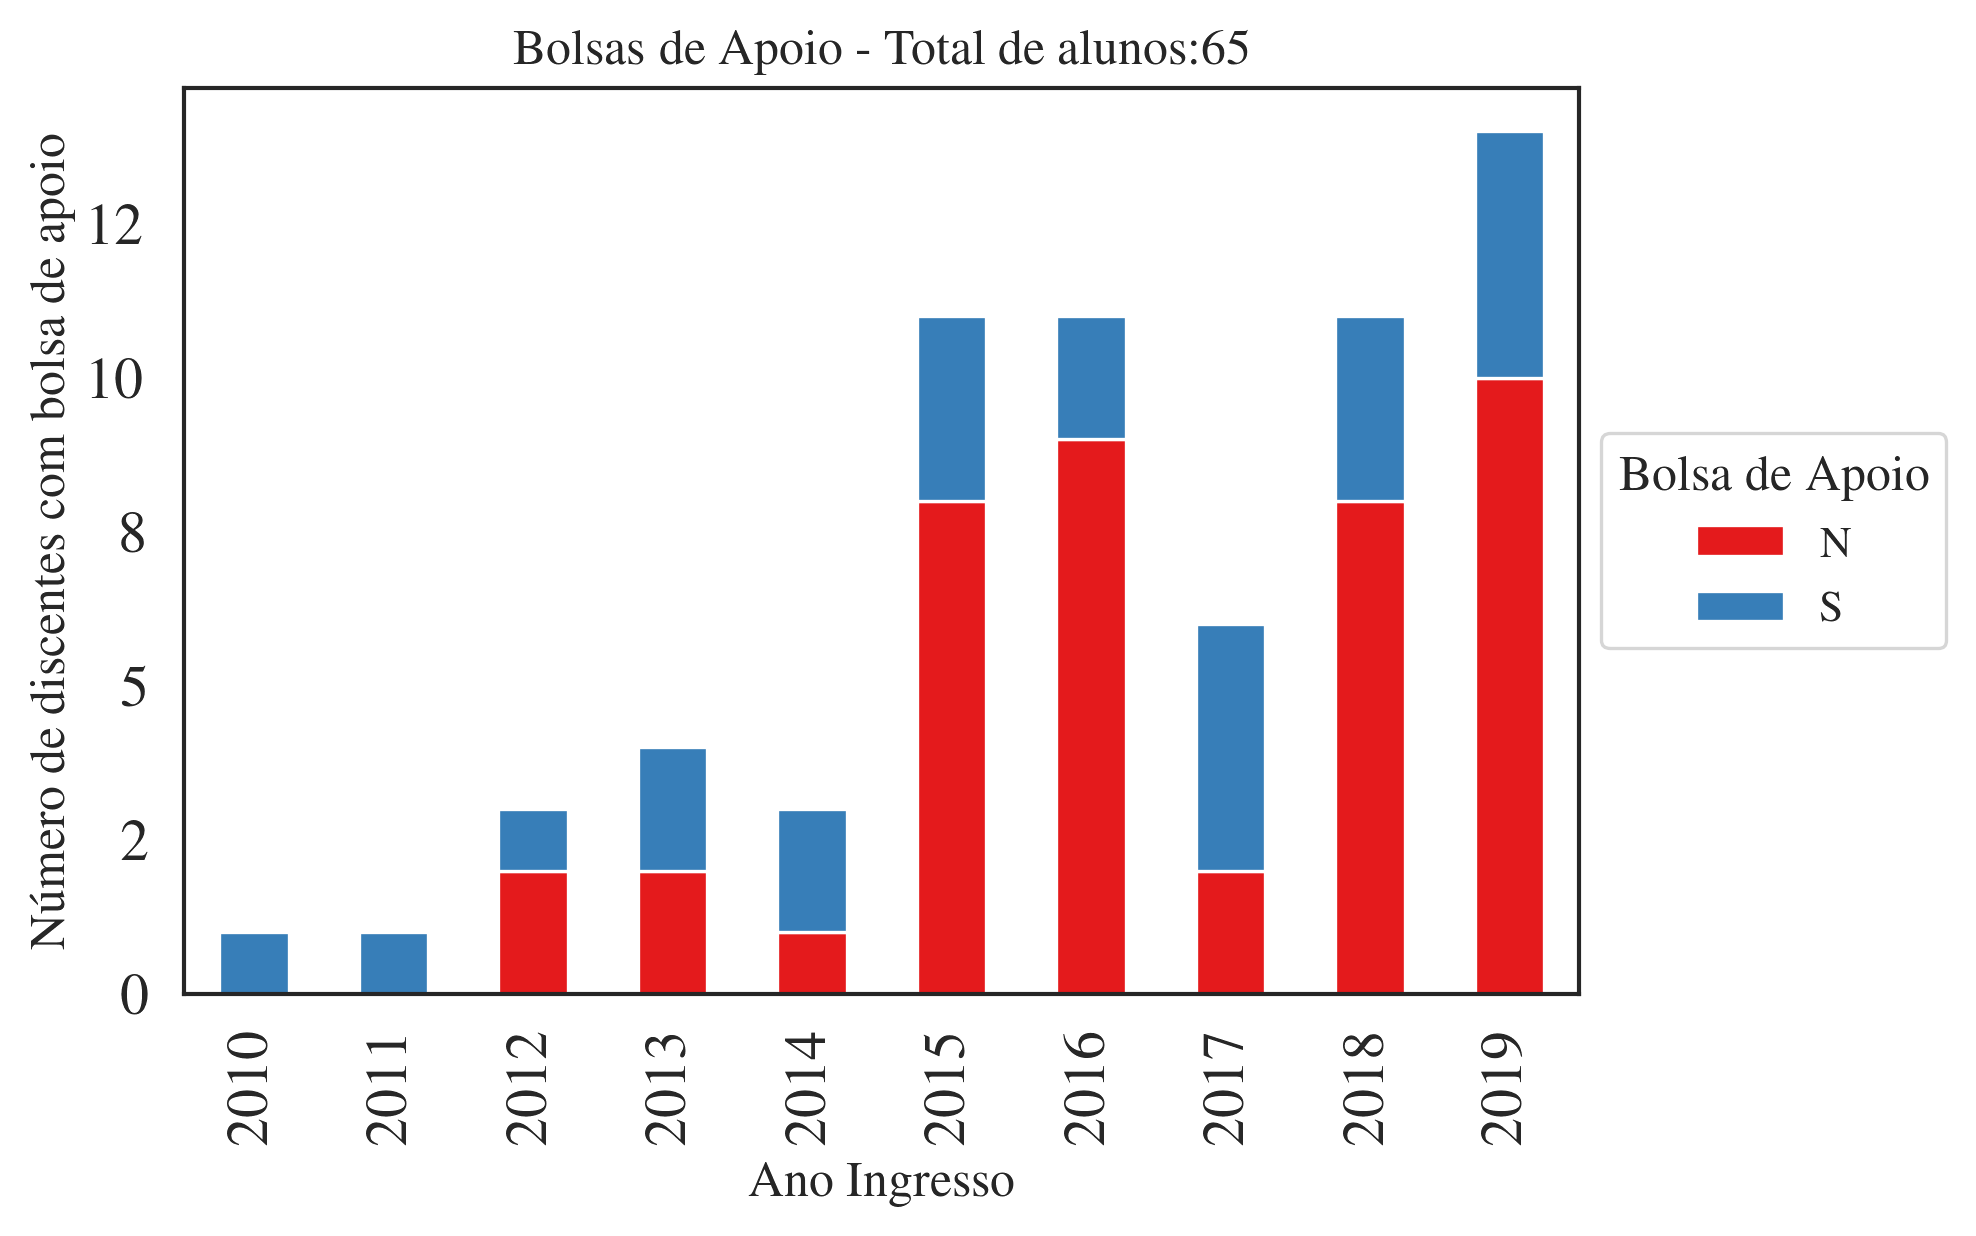 Bolsas de Apoio - Total de alunos:65
Número de discentes com bolsa de apoio
12
10
8
5
2
0
2010
2011
2012
2013
2014
2015
2016
2017
2018
2019
Ano Ingresso
Bolsa de Apoio
N
S